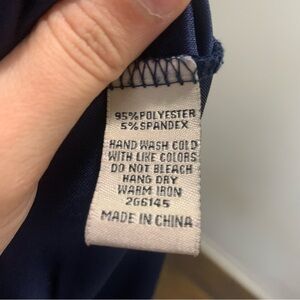 95% POLYESTER
5% SPANDEX
HAND WASH COLD
WITH LIKE COLORS
DO NOT BLEACH
HANG DRY
WARM IRON
266145
MADE IN CHINA